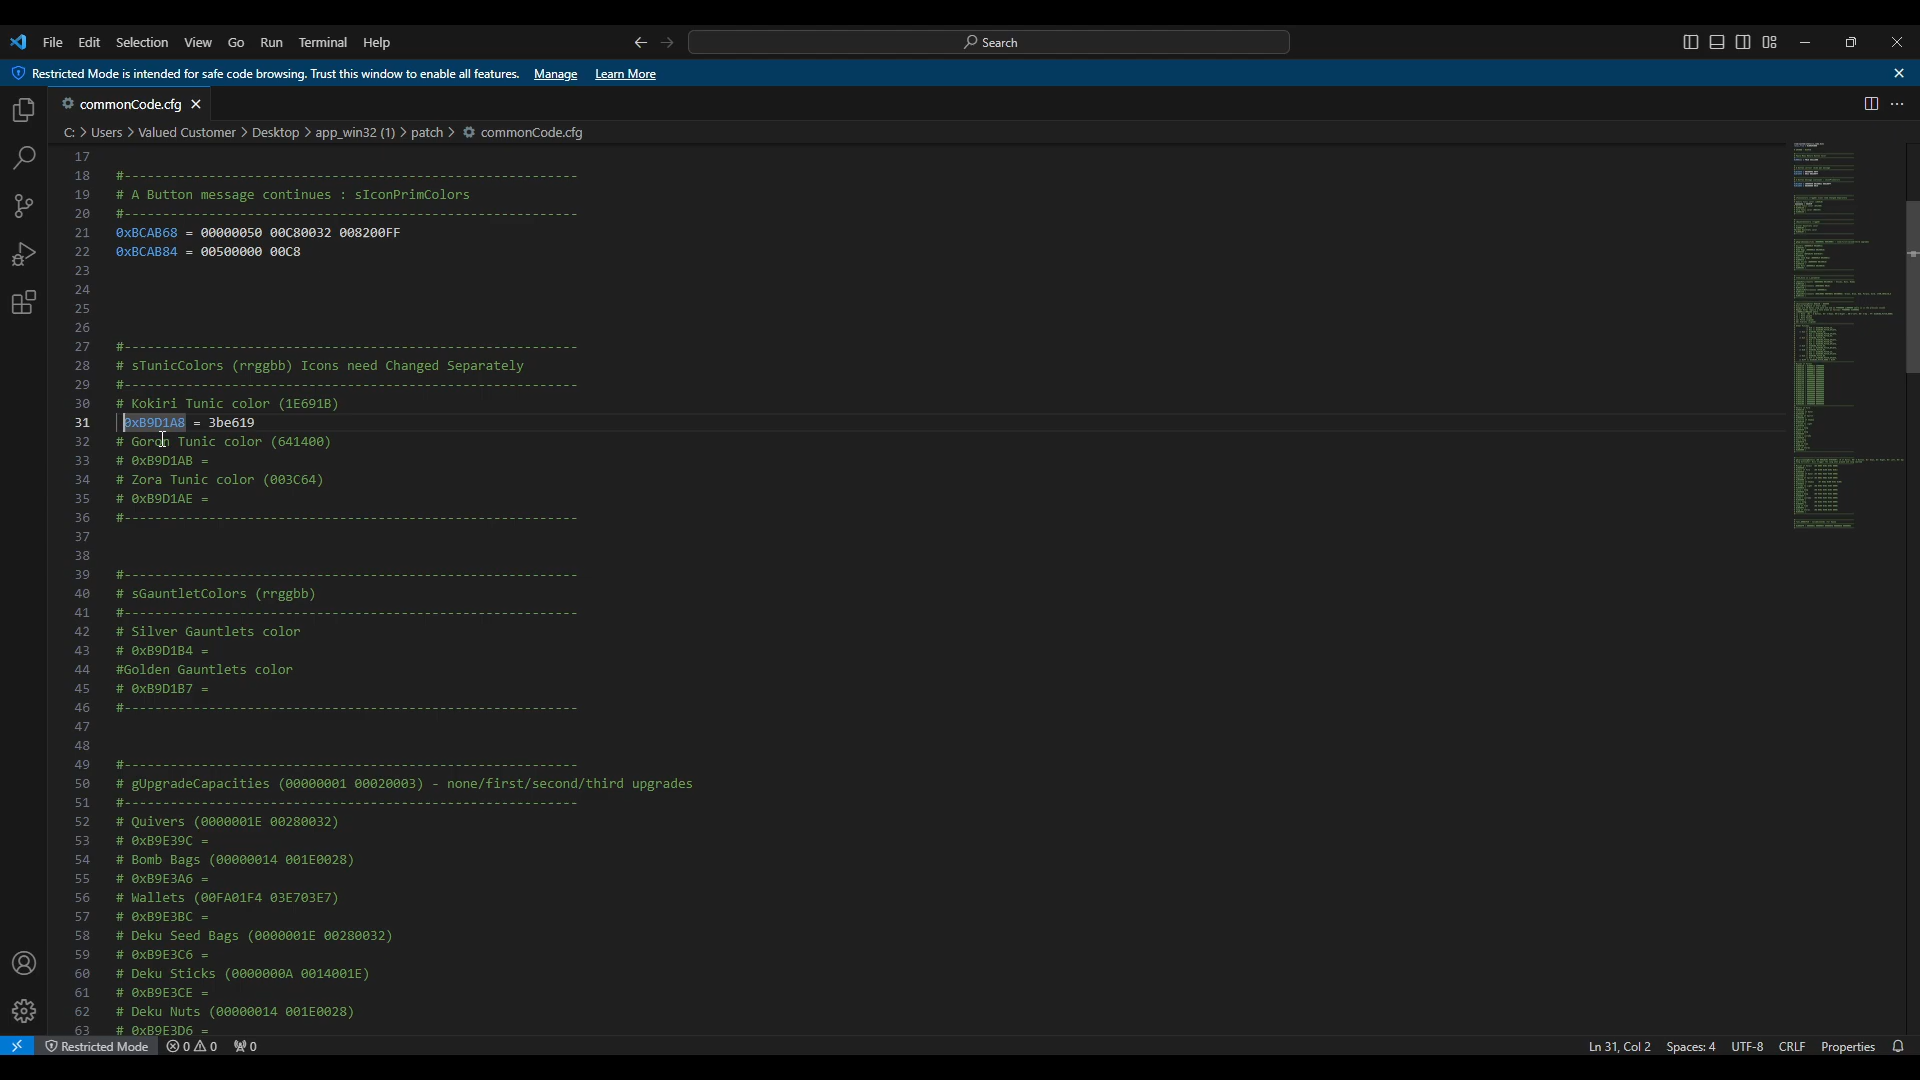 File Edit Selection View Go Run Terminal Help Search
Restricted Mode is intended for safe code browsing. Trust this window to enable all features. Manage Learn More
commonCode.cfg
C: > Users > Valued Customer > Desktop > app_win32 (1) > patch > commonCode.cfg
17
18 #-----------------------------------------------------------
19 # A Button message continues : sIconPrimColors
20 #-----------------------------------------------------------
21 0xBCAB68 = 00000050 00C80032 008200FF
22 0xBCAB84 = 00500000 00C8
23
24
25
26
27 #-----------------------------------------------------------
28 # sTunicColors (rrggbb) Icons need Changed Separately
29 #-----------------------------------------------------------
30 # Kokiri Tunic color (1E691B)
31 0xB9D1A8 = 3be619
32 # Goron Tunic color (641400)
33 # 0xB9D1AB =
34 # Zora Tunic color (003C64)
35 # 0xB9D1AE =
36 #-----------------------------------------------------------
37
38
39 #-----------------------------------------------------------
40 # sGauntletColors (rrggbb)
41 #-----------------------------------------------------------
42 # Silver Gauntlets color
43 # 0xB9D1B4 =
44 #Golden Gauntlets color
45 # 0xB9D1B7 =
46 #-----------------------------------------------------------
47
48
49 #-----------------------------------------------------------
50 # gUpgradeCapacities (00000001 00020003) - none/first/second/third upgrades
51 #-----------------------------------------------------------
52 # Quivers (0000001E 00280032)
53 # 0xB9E39C =
54 # Bomb Bags (00000014 001E0028)
55 # 0xB9E3A6 =
56 # Wallets (00FA01F4 03E703E7)
57 # 0xB9E3BC =
58 # Deku Seed Bags (0000001E 00280032)
59 # 0xB9E3C6 =
60 # Deku Sticks (0000000A 0014001E)
61 # 0xB9E3CE =
62 # Deku Nuts (00000014 001E0028)
63 # 0xB9E3D6 =
Restricted Mode 0 0 0 Ln 31, Col 2 Spaces: 4 UTF-8 CRLF Properties